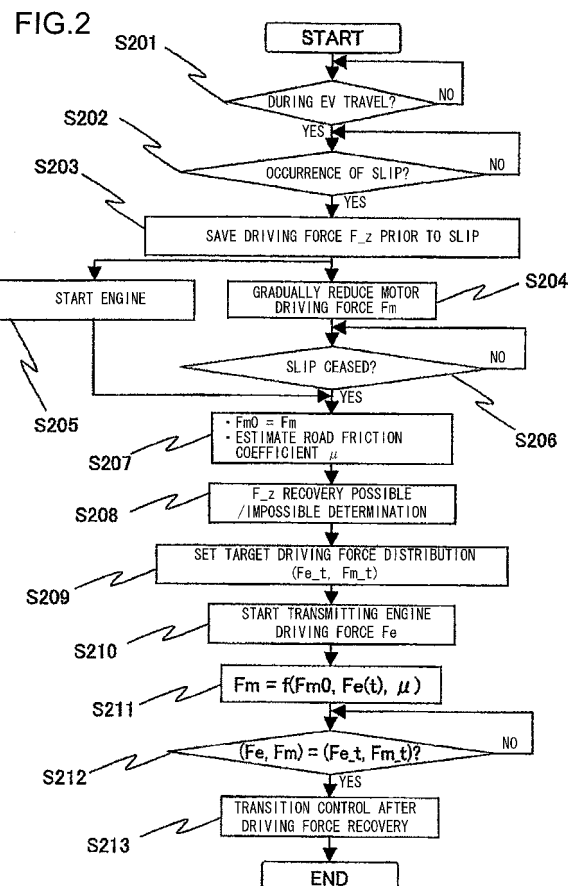 FIG.2
START
S201
DURING EV TRAVEL?
NO
YES
S202
OCCURRENCE OF SLIP?
NO
YES
S203
SAVE DRIVING FORCE F_z PRIOR TO SLIP
START ENGINE
GRADUALLY REDUCE MOTOR
DRIVING FORCE Fm
S204
SLIP CEASED?
NO
YES
S205
S206
・Fm0 = Fm
・ESTIMATE ROAD FRICTION
COEFFICIENT μ
S207
F_z RECOVERY POSSIBLE
/IMPOSSIBLE DETERMINATION
S208
SET TARGET DRIVING FORCE DISTRIBUTION
(Fe_t, Fm_t)
S209
START TRANSMITTING ENGINE
DRIVING FORCE Fe
S210
Fm = f(Fm0, Fe(t), μ)
S211
(Fe, Fm) = (Fe_t, Fm_t)?
NO
S212
YES
TRANSITION CONTROL AFTER
DRIVING FORCE RECOVERY
S213
END